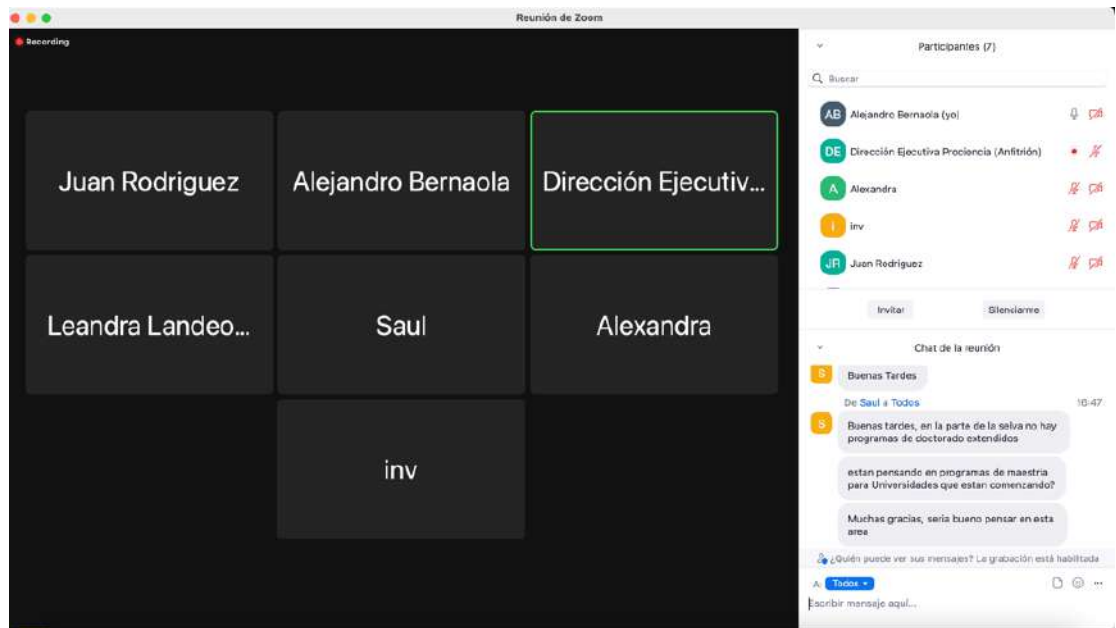 Reunión de Zoom
Recording
Juan Rodriguez
Alejandro Bernaola
Dirección Ejecutiv...
Leandra Landeo...
Saul
Alexandra
inv
Participantes (7)
Buscar
AB Alejandro Bernaola (yo)
DE Dirección Ejecutiva Prociencia (Anfitrión)
A Alexandra
I inv
JR Juan Rodriguez
Invitar
Silenciarme
Chat de la reunión
S Buenas Tardes
De Saul a Todos 16:47
S Buenas tardes, en la parte de la selva no hay
programas de doctorado extendidos
estan pensando en programas de maestria
para Universidades que estan comenzando?
Muchas gracias, seria bueno pensar en esta
area
¿Quién puede ver sus mensajes? La grabación está habilitada
A: Todos
Escribir mensaje aquí...